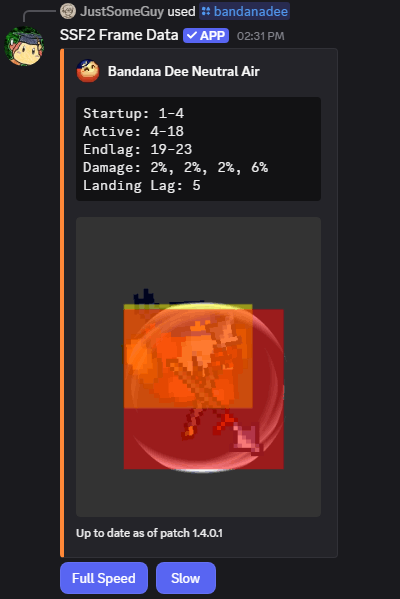 JustSomeGuy used bandanadee
SSF2 Frame Data ✓ APP 02:31 PM
Bandana Dee Neutral Air
Startup: 1-4
Active: 4-18
Endlag: 19-23
Damage: 2%, 2%, 2%, 6%
Landing Lag: 5
Up to date as of patch 1.4.0.1
Full Speed Slow